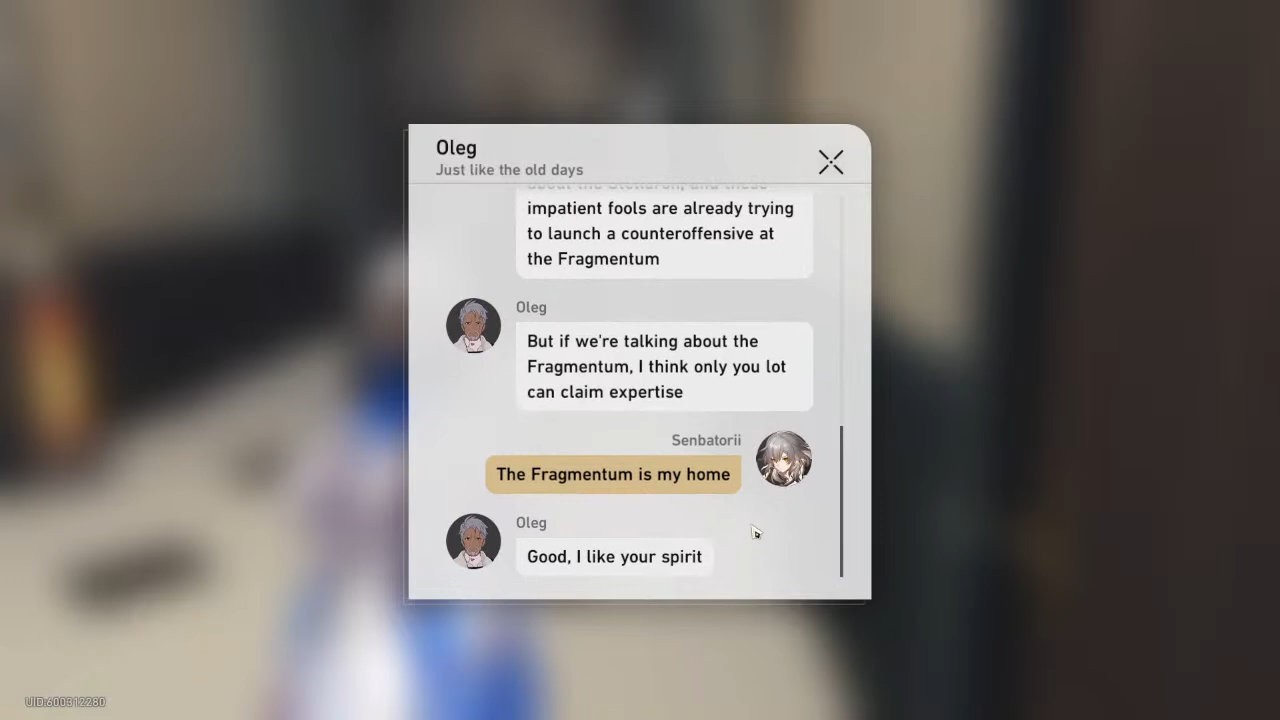 Oleg
Just like the old days
impatient fools are already trying
to launch a counteroffensive at
the Fragmentum
Oleg
But if we're talking about the
Fragmentum, I think only you lot
can claim expertise
Senbatorii
The Fragmentum is my home
Oleg
Good, I like your spirit
UID:600312280